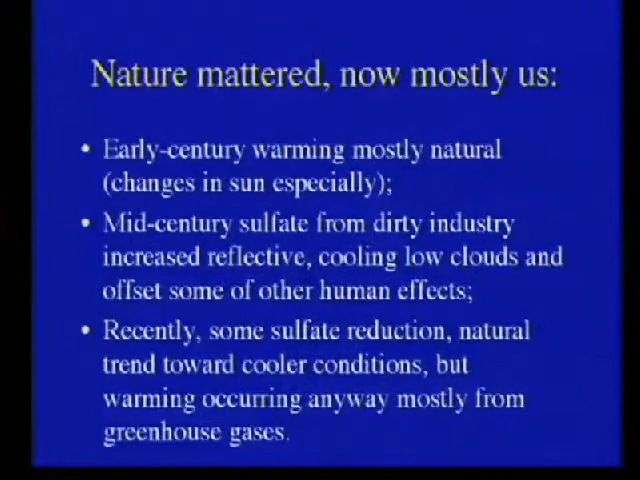 Nature mattered, now mostly us:
• Early-century warming mostly natural
(changes in sun especially);
• Mid-century sulfate from dirty industry
increased reflective, cooling low clouds and
offset some of other human effects;
• Recently, some sulfate reduction, natural
trend toward cooler conditions, but
warming occurring anyway mostly from
greenhouse gases.